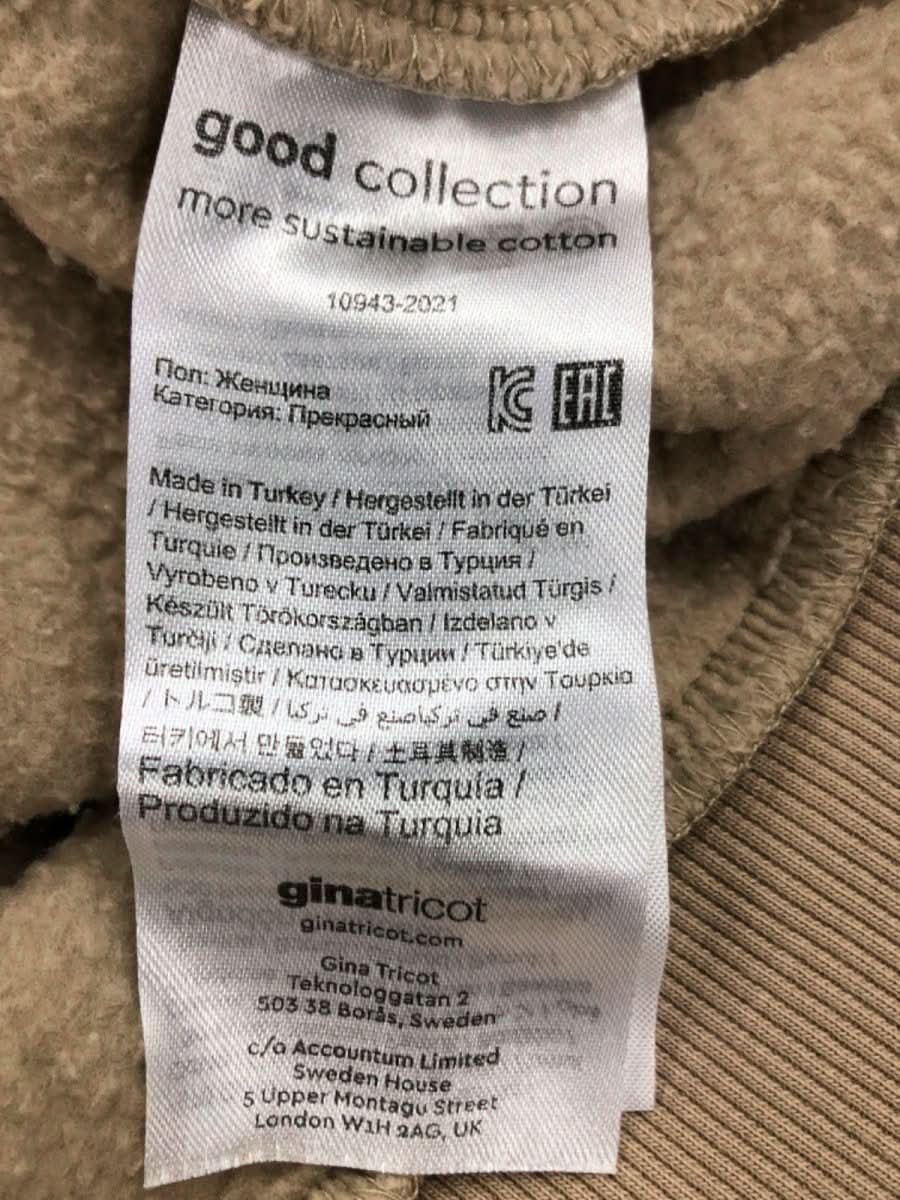 good collection
more sustainable cotton
10943-2021
Пол: Женщина
Категория: Прекрасный
EAC
Made in Turkey / Hergestellt in der Türkei
/ Hergestellt in der Türkei / Fabriqué en
Turquie / Произведено в Турция /
Vyrobeno v Turecku / Valmistatud Türgis /
Készült Törökországban / Izdelano v
Turčiji / Сделано в Турции / Türkiye'de
üretilmiştir / Κατασκευασμένο στην Τουρκία
/ トルコ製 / صنع في تركياصنع في تركيا /
터키에서 만들었다 / 土耳其制造 /
Fabricado en Turquía /
Produzido na Turquia
ginatricot
ginatricot.com
Gina Tricot
Teknologgatan 2
503 38 Borås, Sweden
c/o Accountum Limited
Sweden House
5 Upper Montagu Street
London W1H 2AG, UK